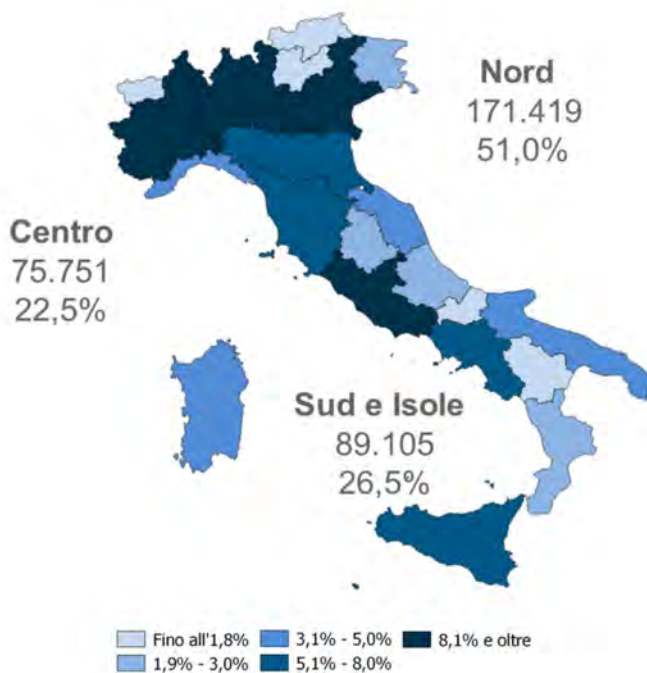 Nord
171.419
51,0%
Centro
75.751
22,5%
Sud e Isole
89.105
26,5%
Fino all'1,8%
3,1% - 5,0%
8,1% e oltre
1,9% - 3,0%
5,1% - 8,0%